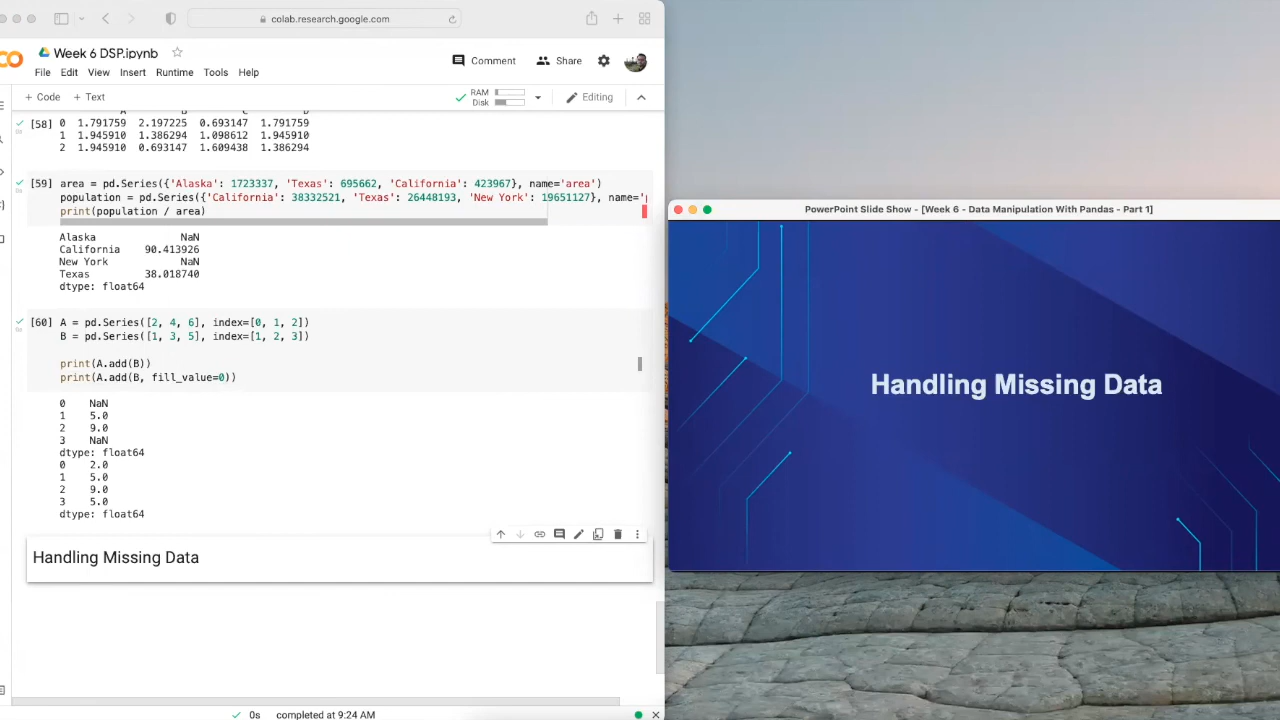 colab.research.google.com
Week 6 DSP.ipynb
Comment
Share
File Edit View Insert Runtime Tools Help
+ Code + Text
RAM
Disk
Editing
[58] 0 1.791759 2.197225 0.693147 1.791759
1 1.945910 1.386294 1.098612 1.945910
2 1.945910 0.693147 1.609438 1.386294
[59] area = pd.Series({'Alaska': 1723337, 'Texas': 695662, 'California': 423967}, name='area')
population = pd.Series({'California': 38332521, 'Texas': 26448193, 'New York': 19651127}, name='
print(population / area)
Alaska NaN
California 90.413926
New York NaN
Texas 38.018740
dtype: float64
[60] A = pd.Series([2, 4, 6], index=[0, 1, 2])
B = pd.Series([1, 3, 5], index=[1, 2, 3])
print(A.add(B))
print(A.add(B, fill_value=0))
0 NaN
1 5.0
2 9.0
3 NaN
dtype: float64
0 2.0
1 5.0
2 9.0
3 5.0
dtype: float64
Handling Missing Data
0s completed at 9:24 AM
PowerPoint Slide Show - [Week 6 - Data Manipulation With Pandas - Part 1]
Handling Missing Data